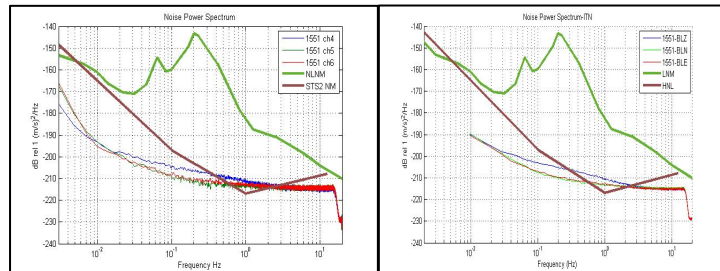 Noise Power Spectrum
-140
-150
-160
-170
-180
-190
-200
-210
-220
-230
-240
dB rel 1 (m/s)²/Hz
1551 ch4
1551 ch5
1551 ch6
NLNM
STS2 NM
10⁻²
10⁻¹
10⁰
10¹
Frequency Hz
Noise Power Spectrum-ITN
-140
-150
-160
-170
-180
-190
-200
-210
-220
-230
-240
dB rel 1 (m/s)²/Hz
1551-BLZ
1551-BLN
1551-BLE
LNM
HNL
10⁻²
10⁻¹
10⁰
10¹
Frequency (Hz)